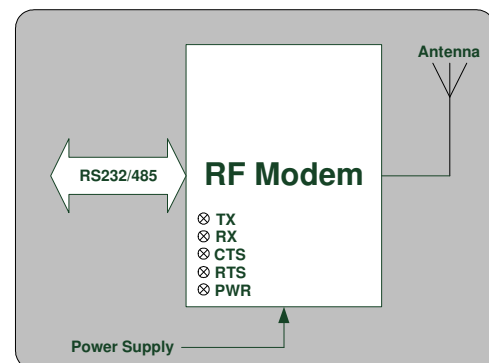 Antenna
RS232/485
RF Modem
TX
RX
CTS
RTS
PWR
Power Supply